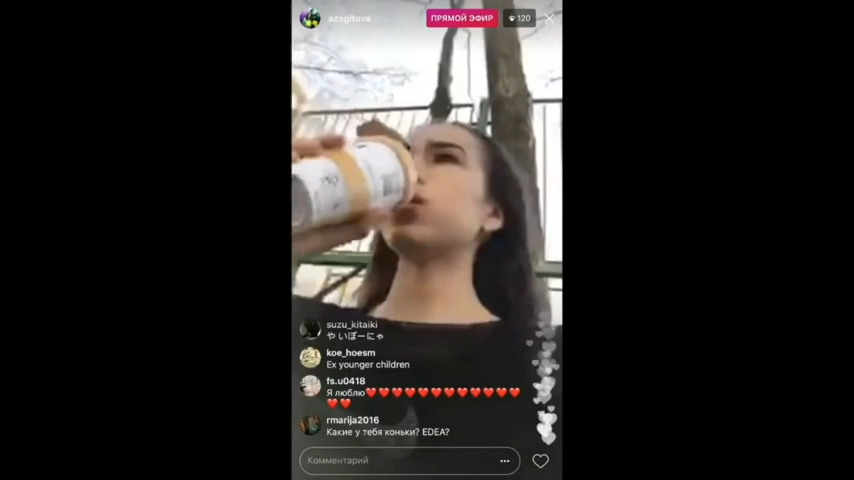 azagitova
ПРЯМОЙ ЭФИР
120
suzu_kitaiki
や いぽーにゃ
koe_hoesm
Ex younger children
fs.u0418
Я люблю❤️❤️❤️❤️❤️❤️❤️❤️❤️❤️❤️❤️
❤️❤️
rmarija2016
Какие у тебя коньки? EDEA?
Комментарий